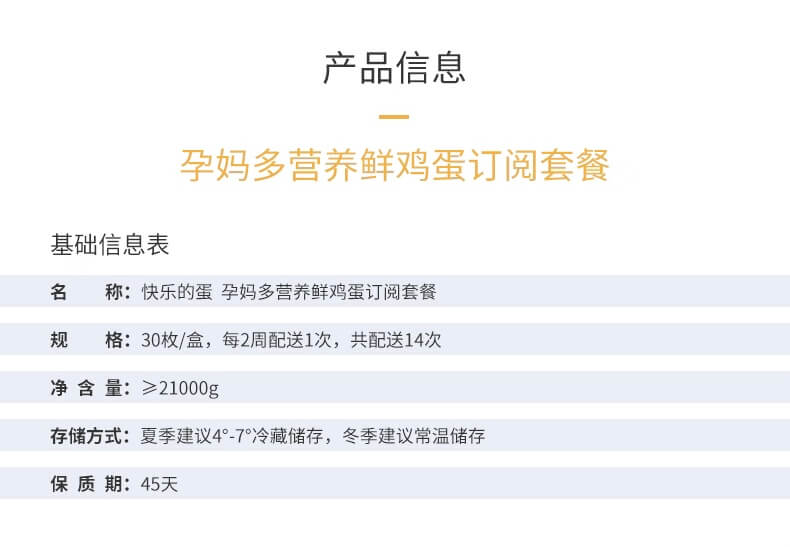 产品信息
孕妈多营养鲜鸡蛋订阅套餐
基础信息表
名 称：快乐的蛋 孕妈多营养鲜鸡蛋订阅套餐
规 格：30枚/盒，每2周配送1次，共配送14次
净 含 量：≥21000g
存储方式：夏季建议4°-7°冷藏储存，冬季建议常温储存
保 质 期：45天